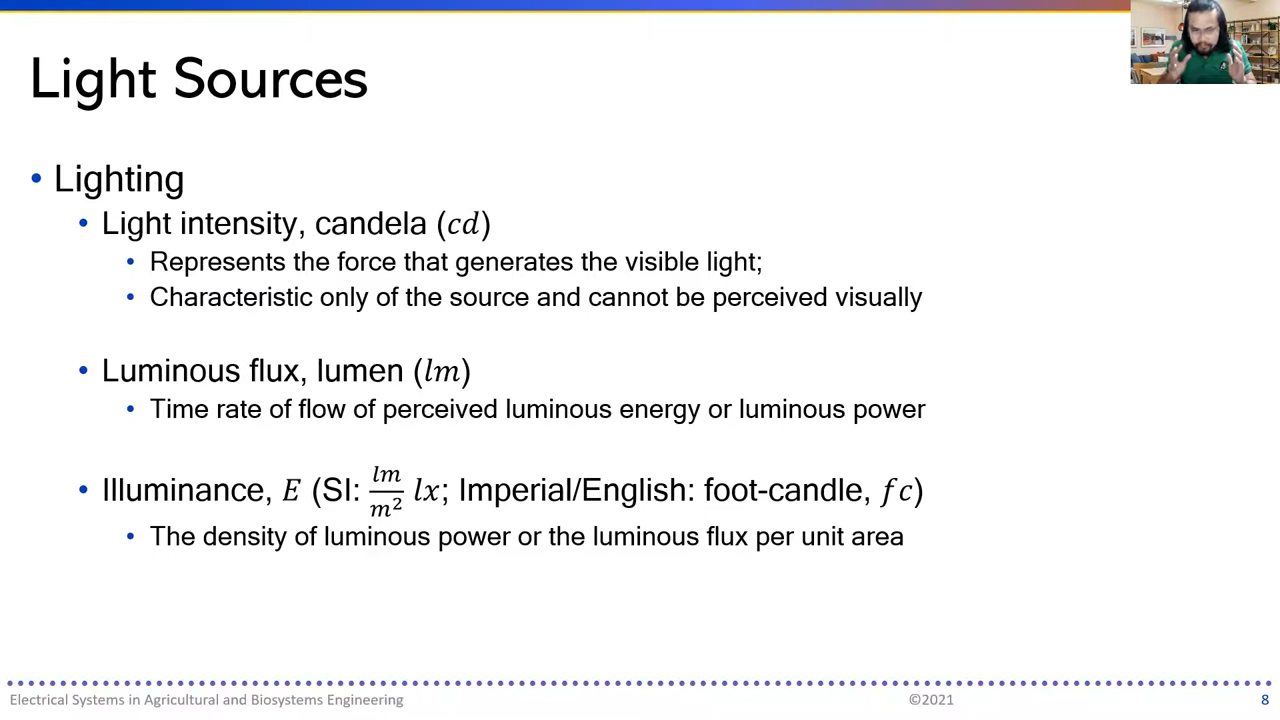 Light Sources
• Lighting
• Light intensity, candela (cd)
• Represents the force that generates the visible light;
• Characteristic only of the source and cannot be perceived visually
• Luminous flux, lumen (lm)
• Time rate of flow of perceived luminous energy or luminous power
• Illuminance, E (SI: lm/m² lx; Imperial/English: foot-candle, fc)
• The density of luminous power or the luminous flux per unit area
Electrical Systems in Agricultural and Biosystems Engineering ©2021 8